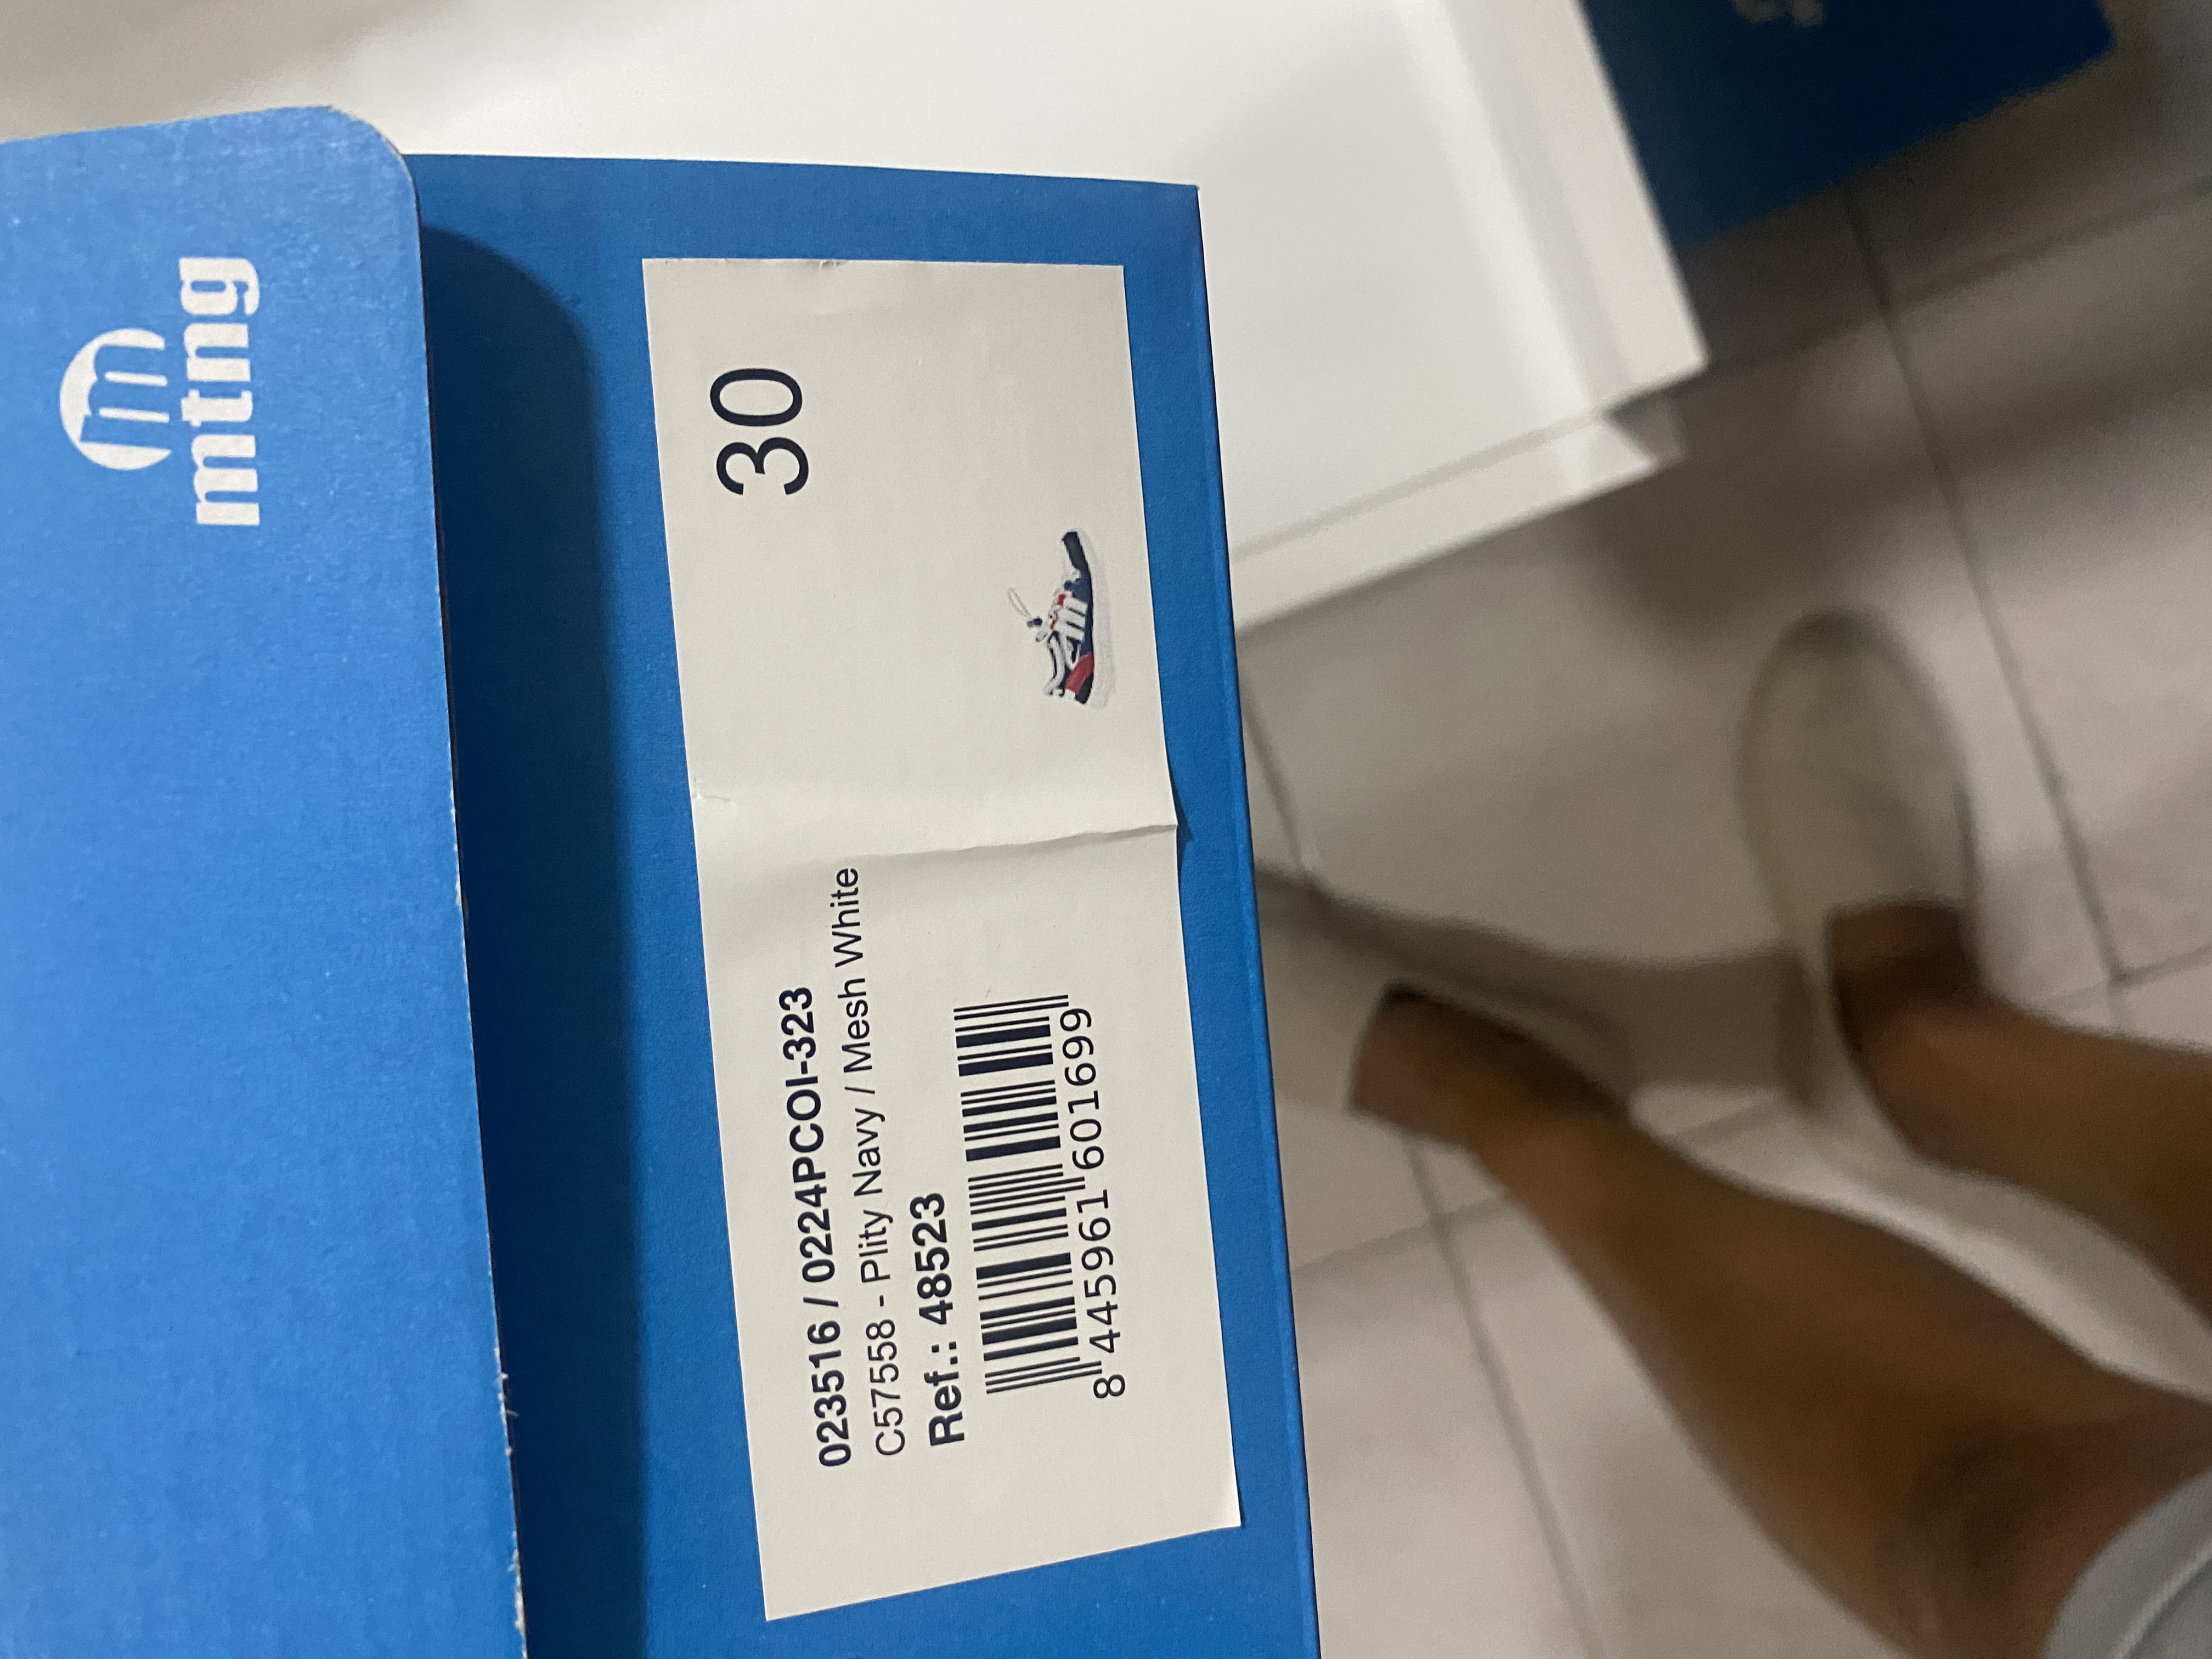 mtng
30
023516 / 0224PCOI-323
C57558 - Plity Navy / Mesh White
Ref.: 48523
8 445961 601699